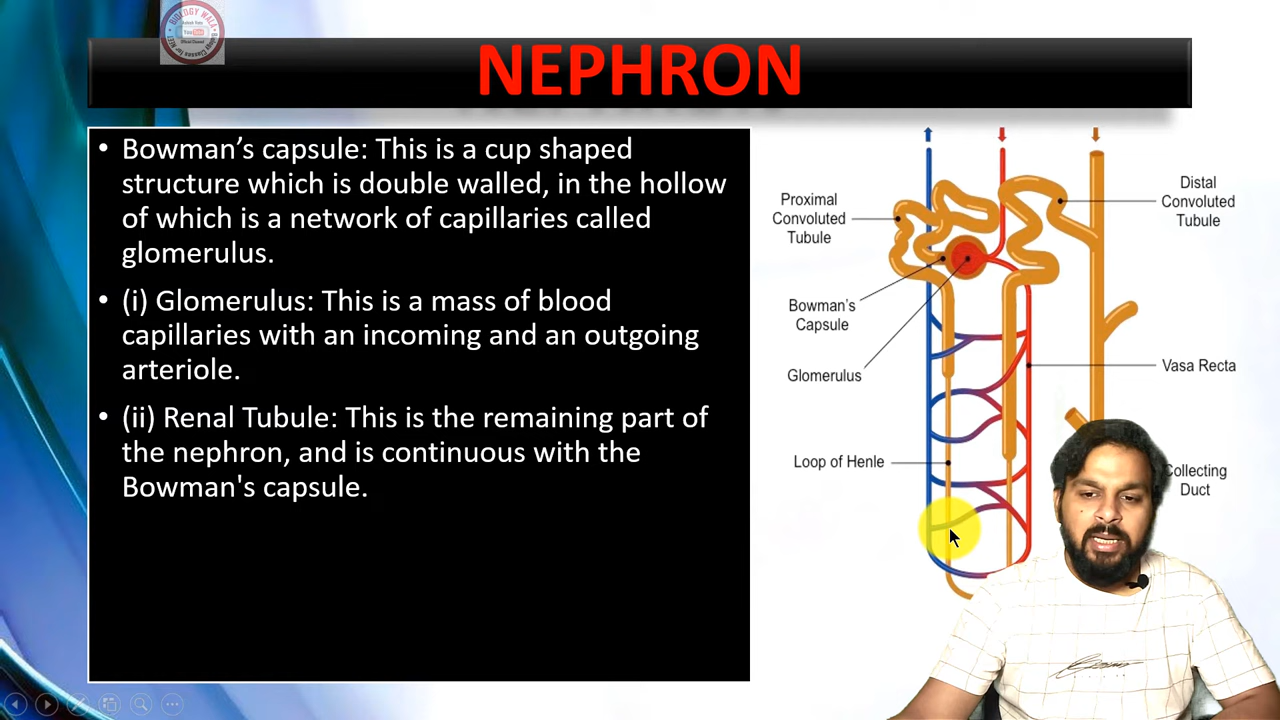 BIOLOGY WALA
YouTube
NEPHRON
• Bowman’s capsule: This is a cup shaped
structure which is double walled, in the hollow
of which is a network of capillaries called
glomerulus.
• (i) Glomerulus: This is a mass of blood
capillaries with an incoming and an outgoing
arteriole.
• (ii) Renal Tubule: This is the remaining part of
the nephron, and is continuous with the
Bowman's capsule.
Proximal
Convoluted
Tubule
Bowman’s
Capsule
Glomerulus
Loop of Henle
Distal
Convoluted
Tubule
Vasa Recta
Collecting
Duct